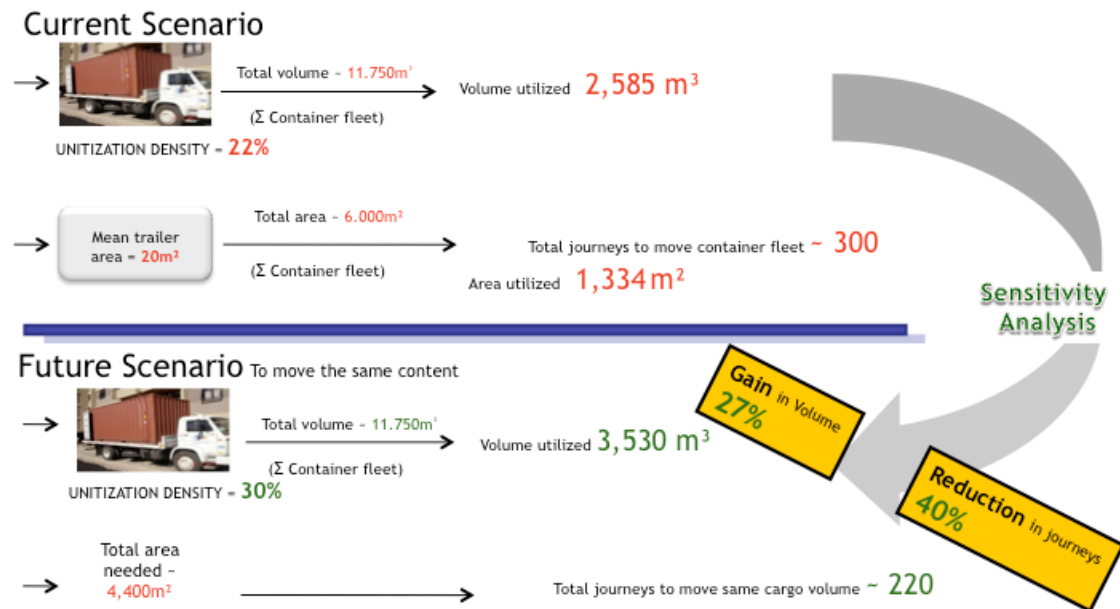 Current Scenario
Total volume ~ 11.750m³
Volume utilized 2,585 m³
(Σ Container fleet)
UNITIZATION DENSITY = 22%
Total area ~ 6.000m²
Mean trailer
area = 20m²
Total journeys to move container fleet ~ 300
(Σ Container fleet)
Area utilized 1,334 m²
Sensitivity
Analysis
Future Scenario To move the same content
Gain in Volume
27%
Total volume ~ 11.750m³
Volume utilized 3,530 m³
(Σ Container fleet)
UNITIZATION DENSITY = 30%
Reduction in journeys
40%
Total area
needed ~
4,400m²
Total journeys to move same cargo volume ~ 220